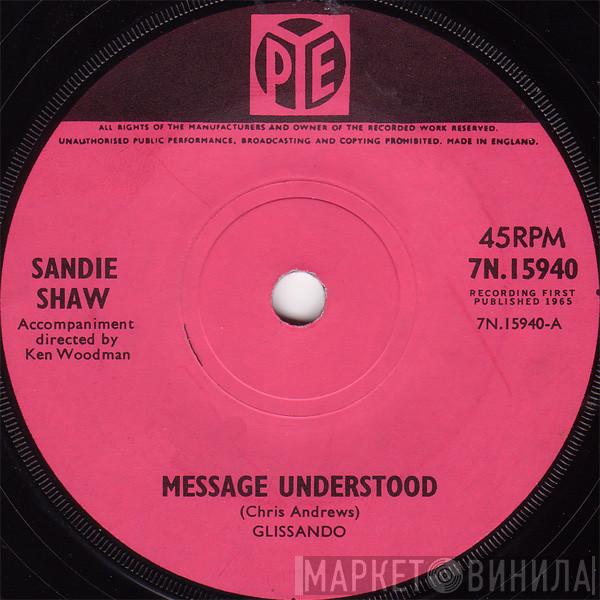 PYE
ALL RIGHTS OF THE MANUFACTURERS AND OWNER OF THE RECORDED WORK RESERVED.
UNAUTHORISED PUBLIC PERFORMANCE, BROADCASTING AND COPYING PROHIBITED. MADE IN ENGLAND.
SANDIE
SHAW
Accompaniment
directed by
Ken Woodman
45RPM
7N.15940
RECORDING FIRST
PUBLISHED 1965
7N.15940-A
MESSAGE UNDERSTOOD
(Chris Andrews)
GLISSANDO
МАРКЕТ ВИНИЛА